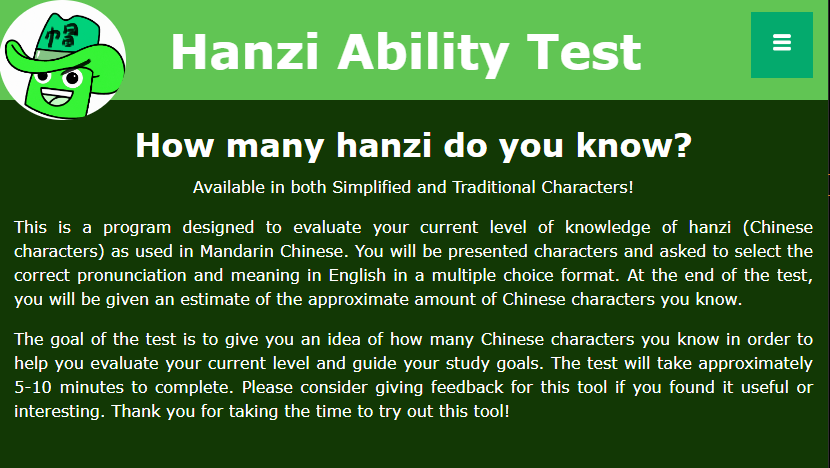 帽
Hanzi Ability Test
How many hanzi do you know?
Available in both Simplified and Traditional Characters!
This is a program designed to evaluate your current level of knowledge of hanzi (Chinese
characters) as used in Mandarin Chinese. You will be presented characters and asked to select the
correct pronunciation and meaning in English in a multiple choice format. At the end of the test,
you will be given an estimate of the approximate amount of Chinese characters you know.
The goal of the test is to give you an idea of how many Chinese characters you know in order to
help you evaluate your current level and guide your study goals. The test will take approximately
5-10 minutes to complete. Please consider giving feedback for this tool if you found it useful or
interesting. Thank you for taking the time to try out this tool!